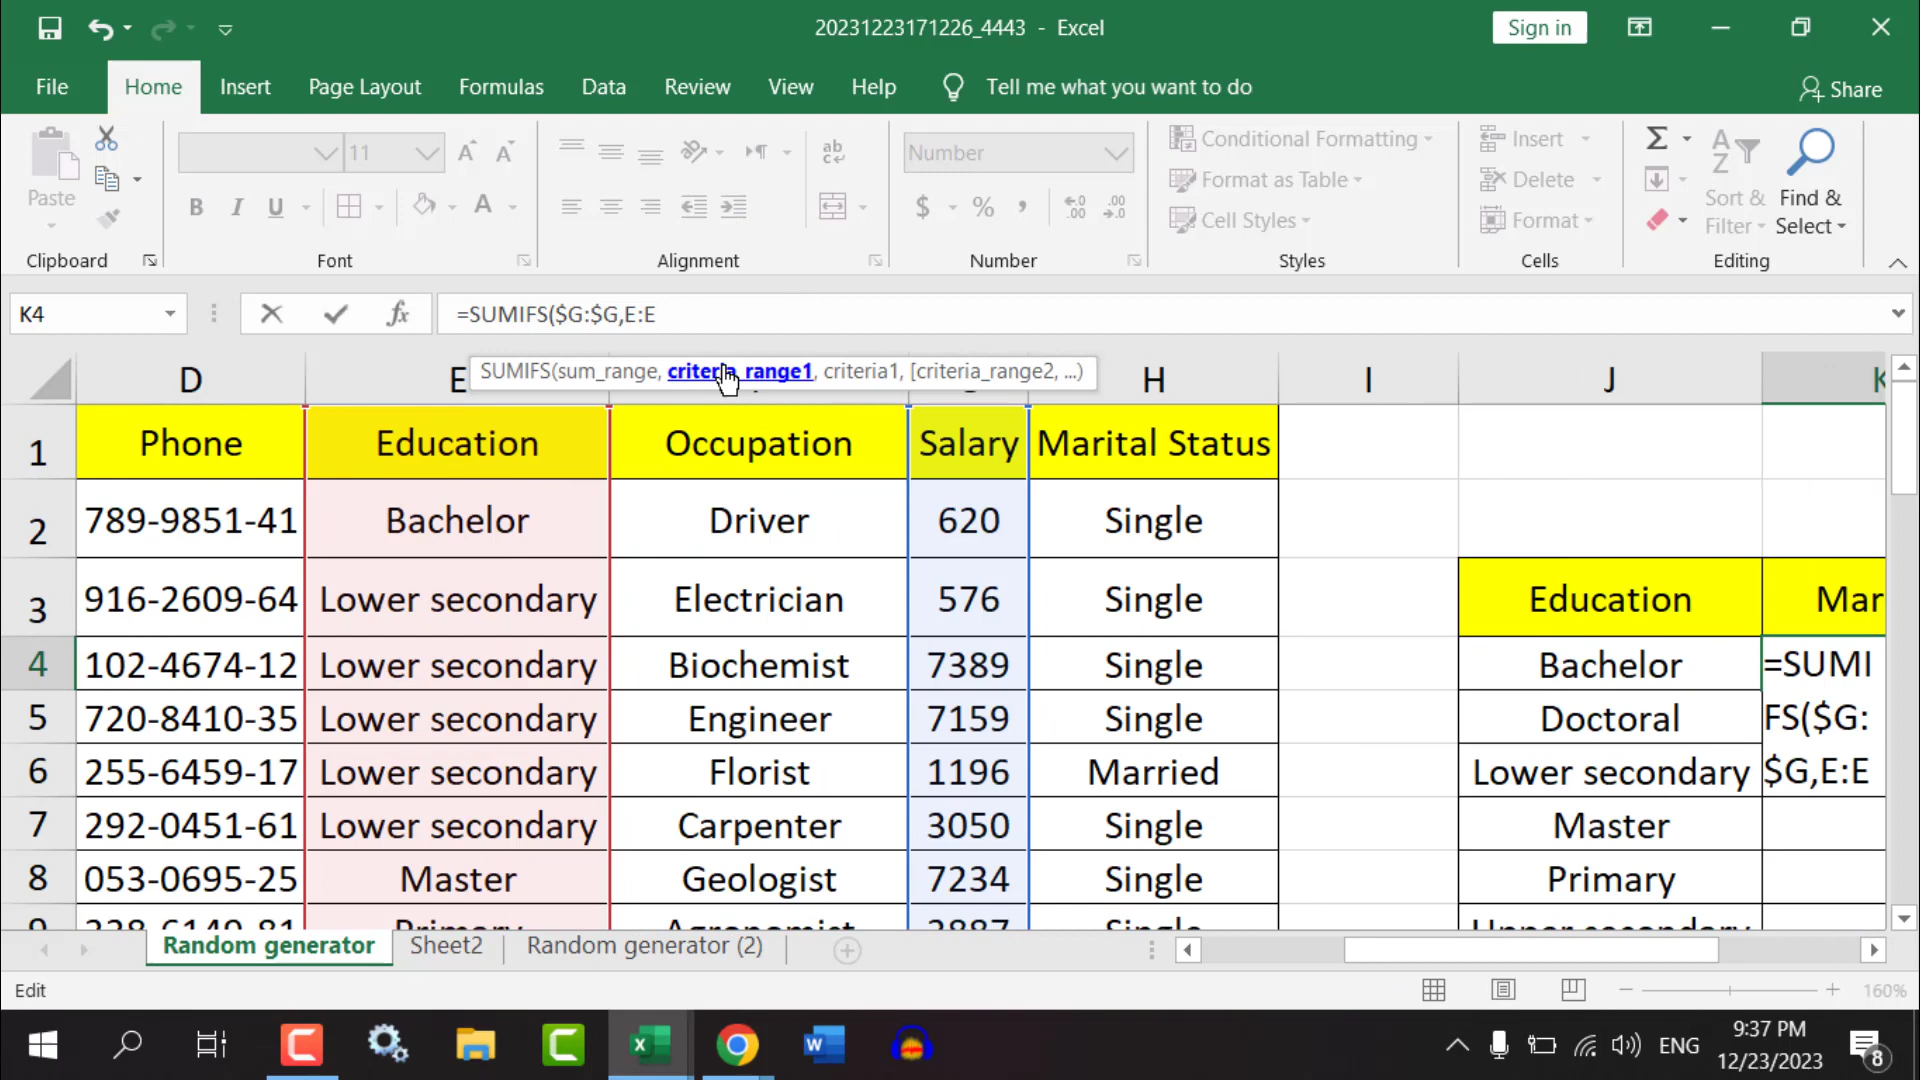 20231223171226_4443 - Excel
Sign in
File Home Insert Page Layout Formulas Data Review View Help Tell me what you want to do Share
Paste
11
Number
Conditional Formatting
Format as Table
Cell Styles
Insert
Delete
Format
Sort & Filter
Find & Select
Clipboard Font Alignment Number Styles Cells Editing
K4 fx =SUMIFS($G:$G,E:E
SUMIFS(sum_range, criteria_range1, criteria1, [criteria_range2, ...)
D E H I J K
1 Phone Education Occupation Salary Marital Status
2 789-9851-41 Bachelor Driver 620 Single
3 916-2609-64 Lower secondary Electrician 576 Single Education Mar
4 102-4674-12 Lower secondary Biochemist 7389 Single Bachelor =SUMI
5 720-8410-35 Lower secondary Engineer 7159 Single Doctoral FS($G:
6 255-6459-17 Lower secondary Florist 1196 Married Lower secondary $G,E:E
7 292-0451-61 Lower secondary Carpenter 3050 Single Master
8 053-0695-25 Master Geologist 7234 Single Primary
Primary Agronomist Single Upper secondary
Random generator Sheet2 Random generator (2)
Edit 160%
ENG
9:37 PM
12/23/2023
8